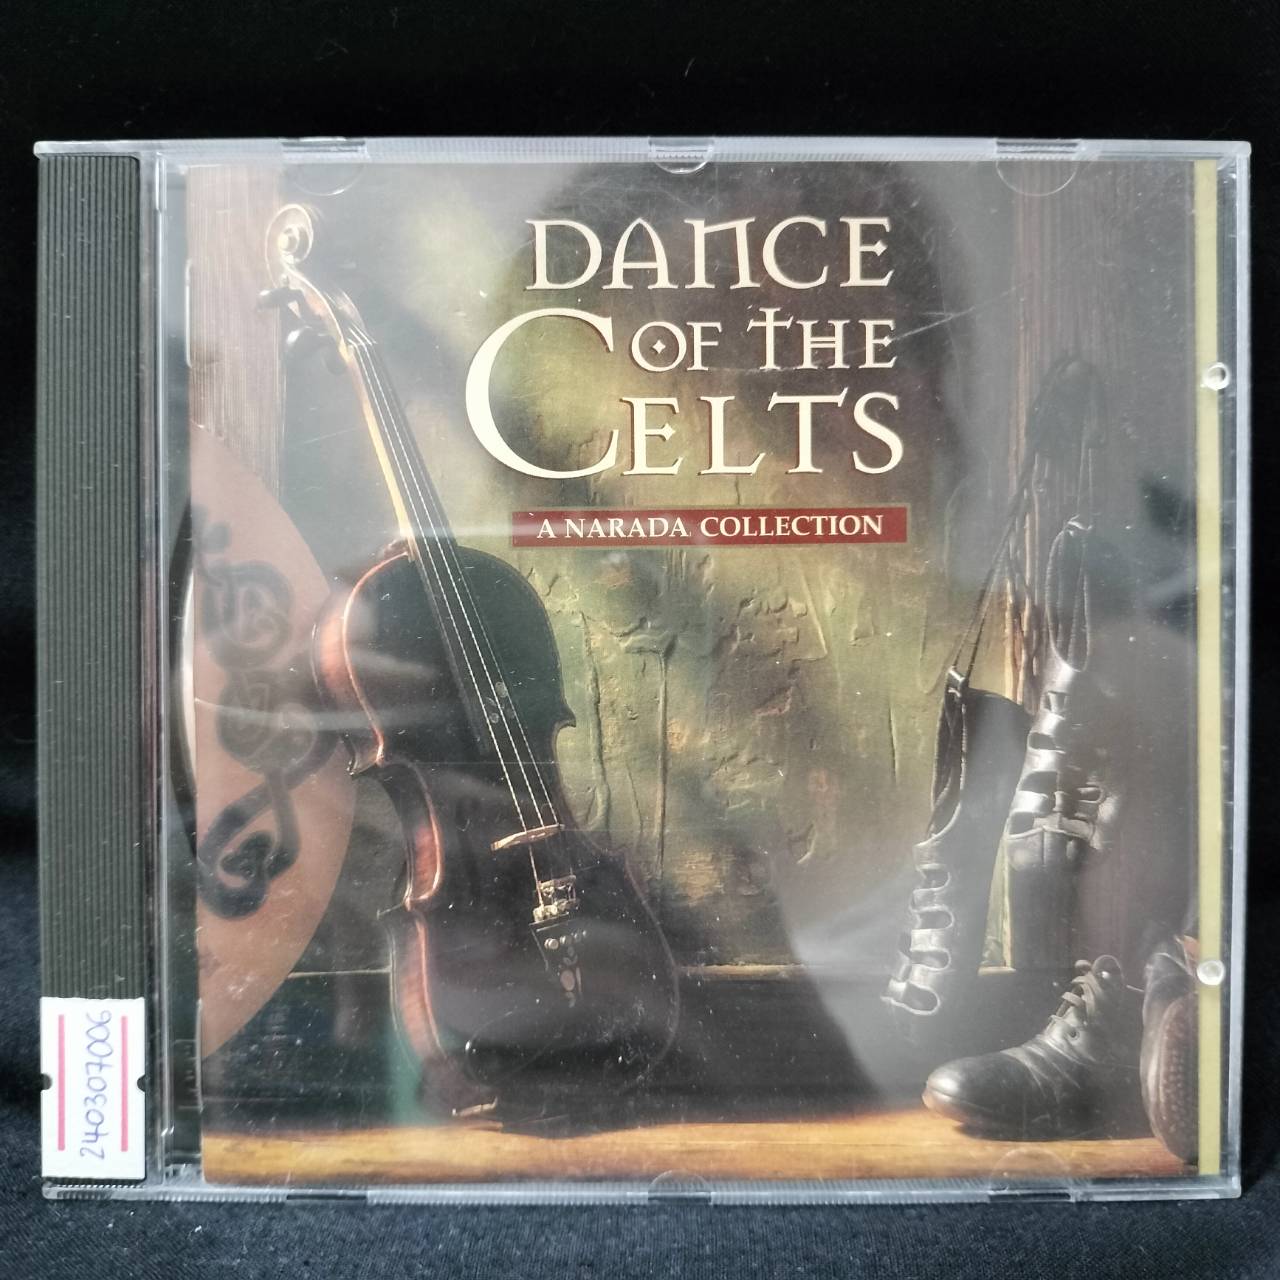 DANCE
OF THE
CELTS
A NARADA COLLECTION
240307006